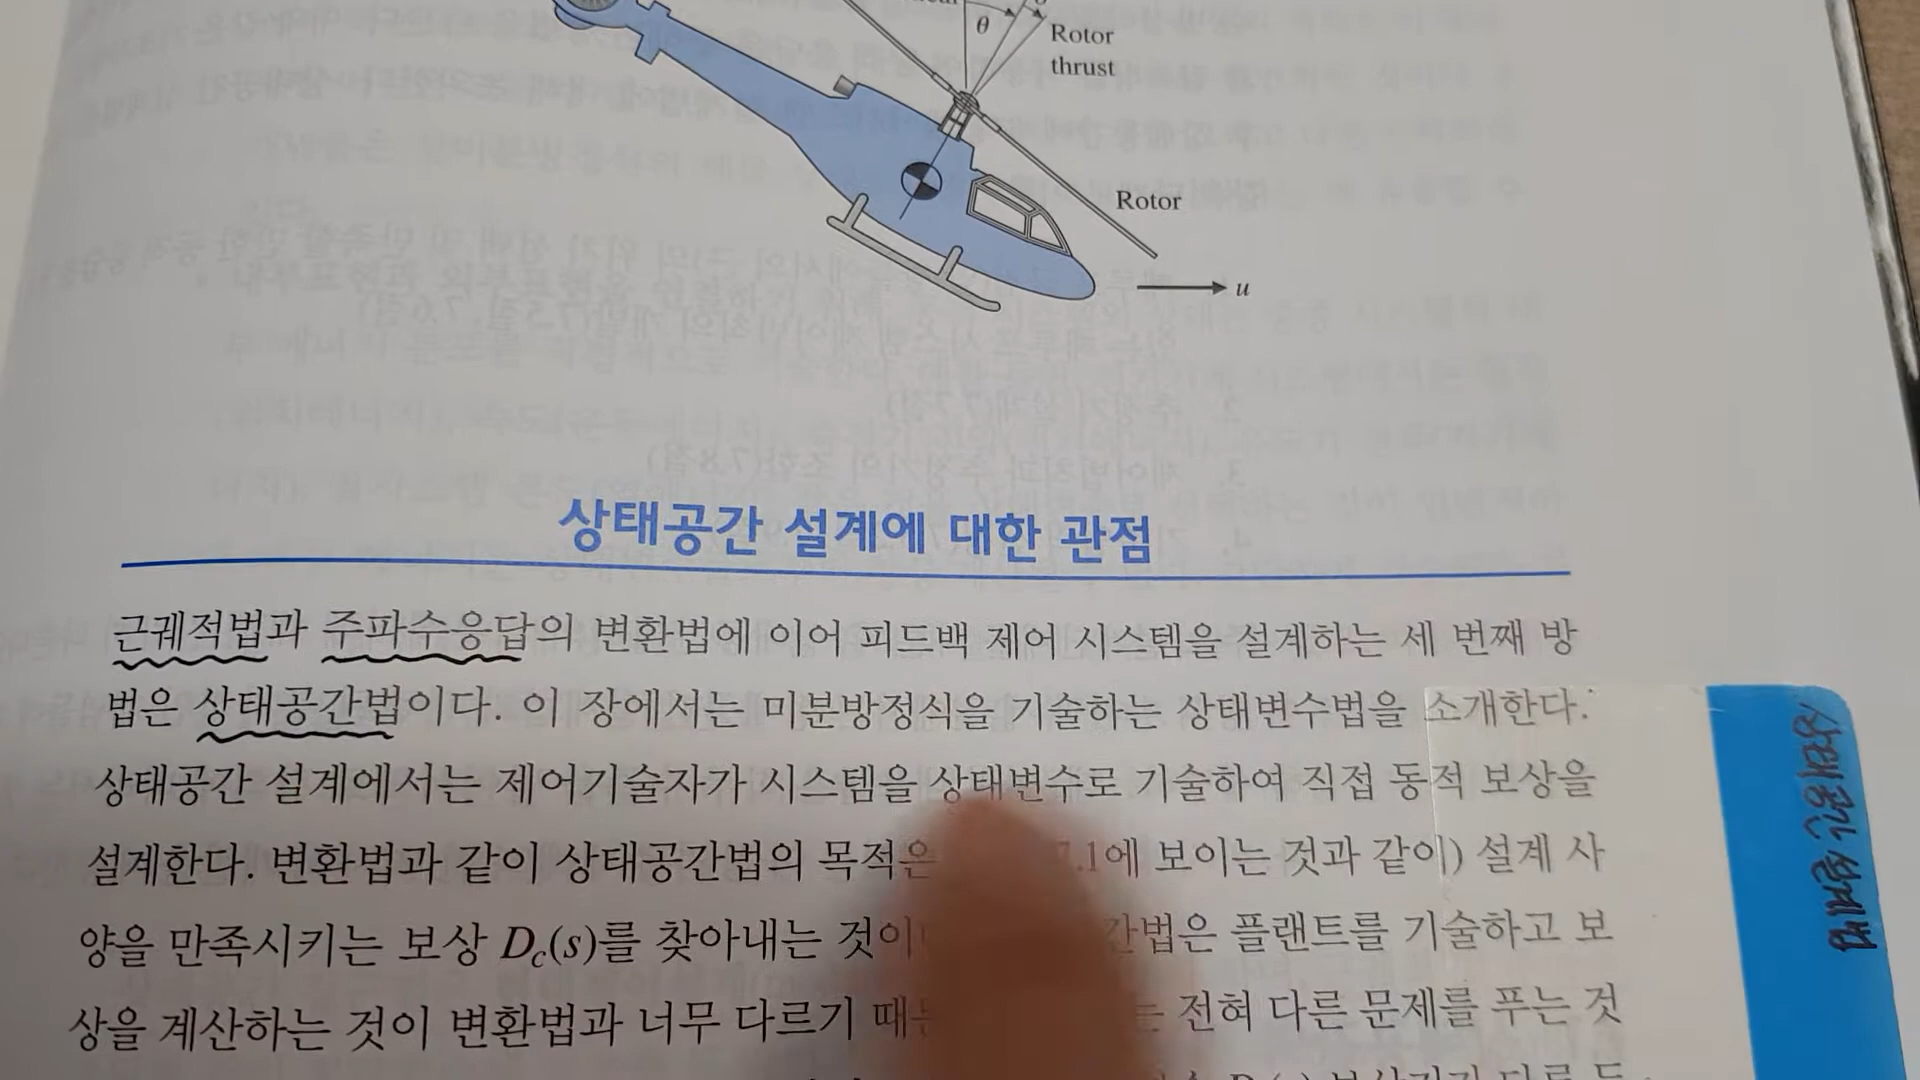 θ
Rotor
thrust
Rotor
u
상태공간 설계에 대한 관점
근궤적법과 주파수응답의 변환법에 이어 피드백 제어 시스템을 설계하는 세 번째 방
법은 상태공간법이다. 이 장에서는 미분방정식을 기술하는 상태변수법을 소개한다.
상태공간 설계에서는 제어기술자가 시스템을 상태변수로 기술하여 직접 동적 보상을
설계한다. 변환법과 같이 상태공간법의 목적은 7.1에 보이는 것과 같이) 설계 사
양을 만족시키는 보상 D_c(s)를 찾아내는 것이 간법은 플랜트를 기술하고 보
상을 계산하는 것이 변환법과 너무 다르기 때 전혀 다른 문제를 푸는 것
상태공간 설계법